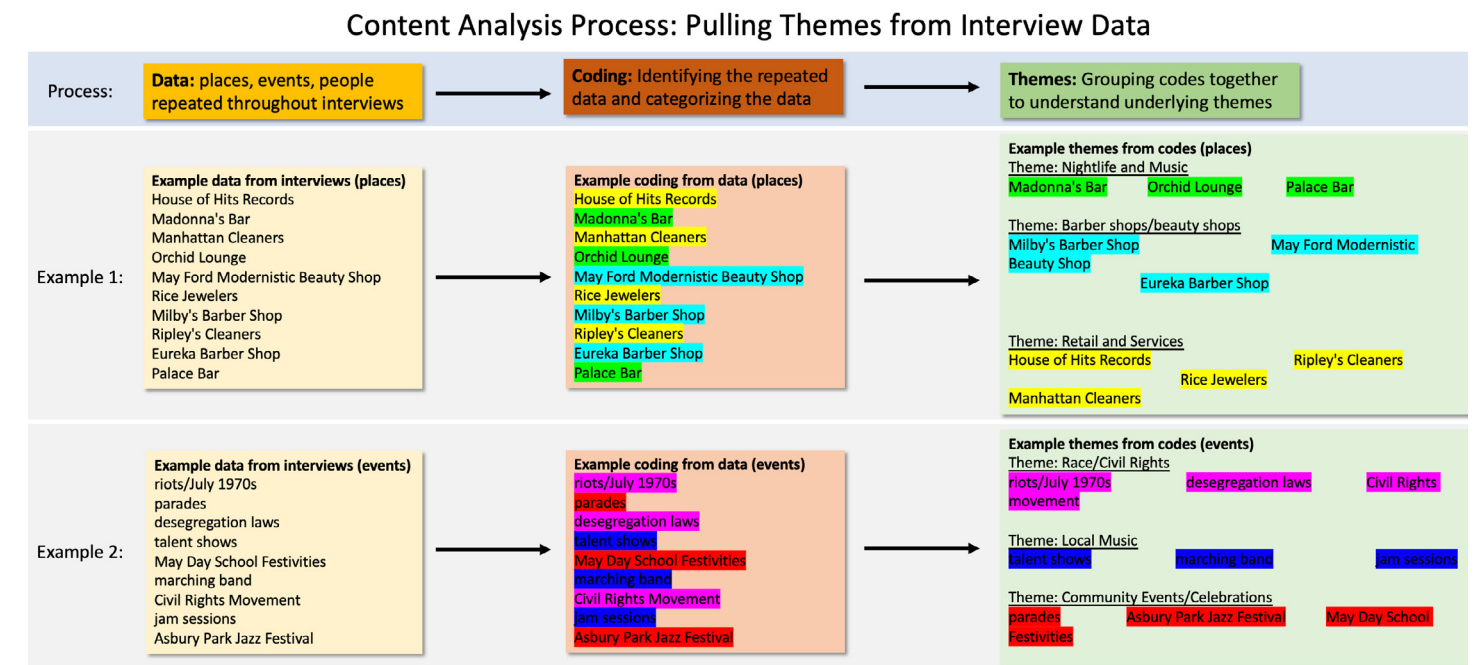 Content Analysis Process: Pulling Themes from Interview Data
Process:
Data: places, events, people
repeated throughout interviews
Coding: Identifying the repeated
data and categorizing the data
Themes: Grouping codes together
to understand underlying themes
Example 1:
Example data from interviews (places)
House of Hits Records
Madonna's Bar
Manhattan Cleaners
Orchid Lounge
May Ford Modernistic Beauty Shop
Rice Jewelers
Milby's Barber Shop
Ripley's Cleaners
Eureka Barber Shop
Palace Bar
Example coding from data (places)
House of Hits Records
Madonna's Bar
Manhattan Cleaners
Orchid Lounge
May Ford Modernistic Beauty Shop
Rice Jewelers
Milby's Barber Shop
Ripley's Cleaners
Eureka Barber Shop
Palace Bar
Example themes from codes (places)
Theme: Nightlife and Music
Madonna's Bar Orchid Lounge Palace Bar
Theme: Barber shops/beauty shops
Milby's Barber Shop May Ford Modernistic
Beauty Shop
Eureka Barber Shop
Theme: Retail and Services
House of Hits Records Ripley's Cleaners
Rice Jewelers
Manhattan Cleaners
Example 2:
Example data from interviews (events)
riots/July 1970s
parades
desegregation laws
talent shows
May Day School Festivities
marching band
Civil Rights Movement
jam sessions
Asbury Park Jazz Festival
Example coding from data (events)
riots/July 1970s
parades
desegregation laws
talent shows
May Day School Festivities
marching band
Civil Rights Movement
jam sessions
Asbury Park Jazz Festival
Example themes from codes (events)
Theme: Race/Civil Rights
riots/July 1970s desegregation laws Civil Rights
movement
Theme: Local Music
talent shows marching band jam sessions
Theme: Community Events/Celebrations
parades Asbury Park Jazz Festival May Day School
Festivities